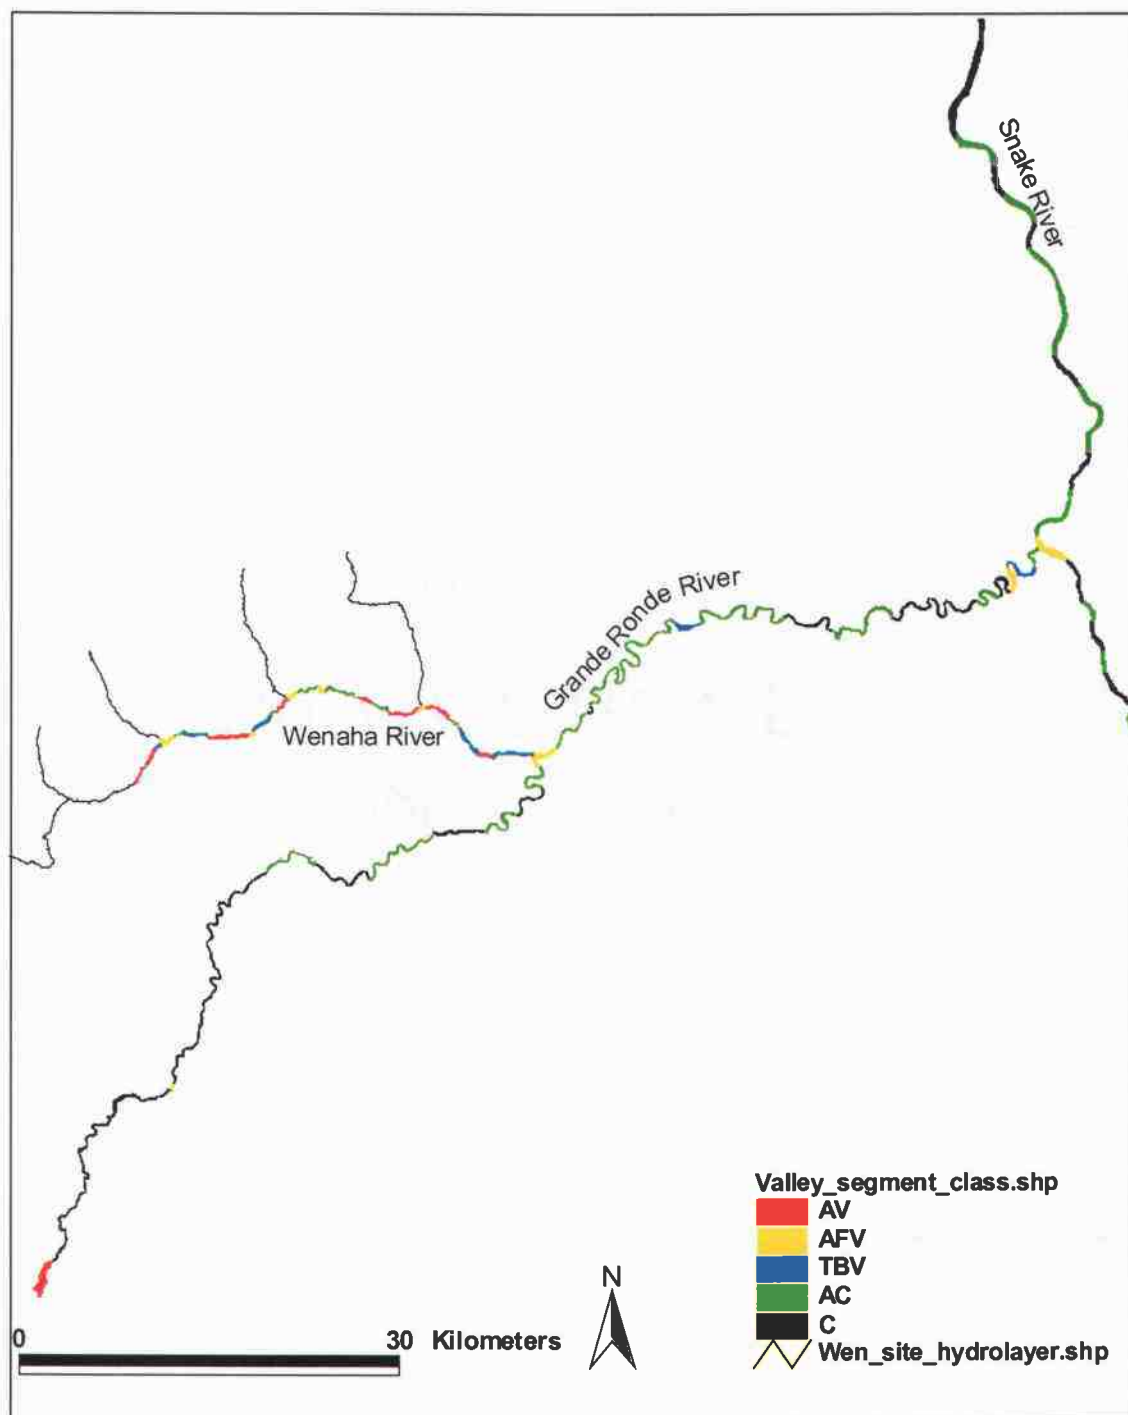 Snake River
Grande Ronde River
Wenaha River
Valley_segment_class.shp
AV
AFV
TBV
AC
C
Wen_site_hydrolayer.shp
N
0
30 Kilometers